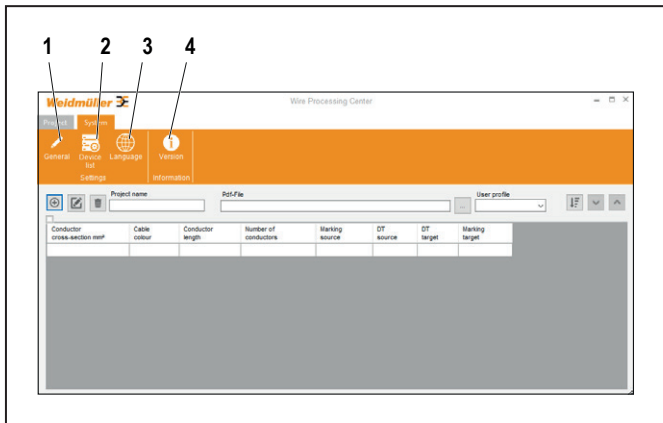 1 2 3 4
Weidmüller
Wire Processing Center
Project System
General Device list Language Version
Settings Information
Project name Pdf-File User profile
...
Conductor cross-section mm² Cable colour Conductor length Number of conductors Marking source DT source DT target Marking target